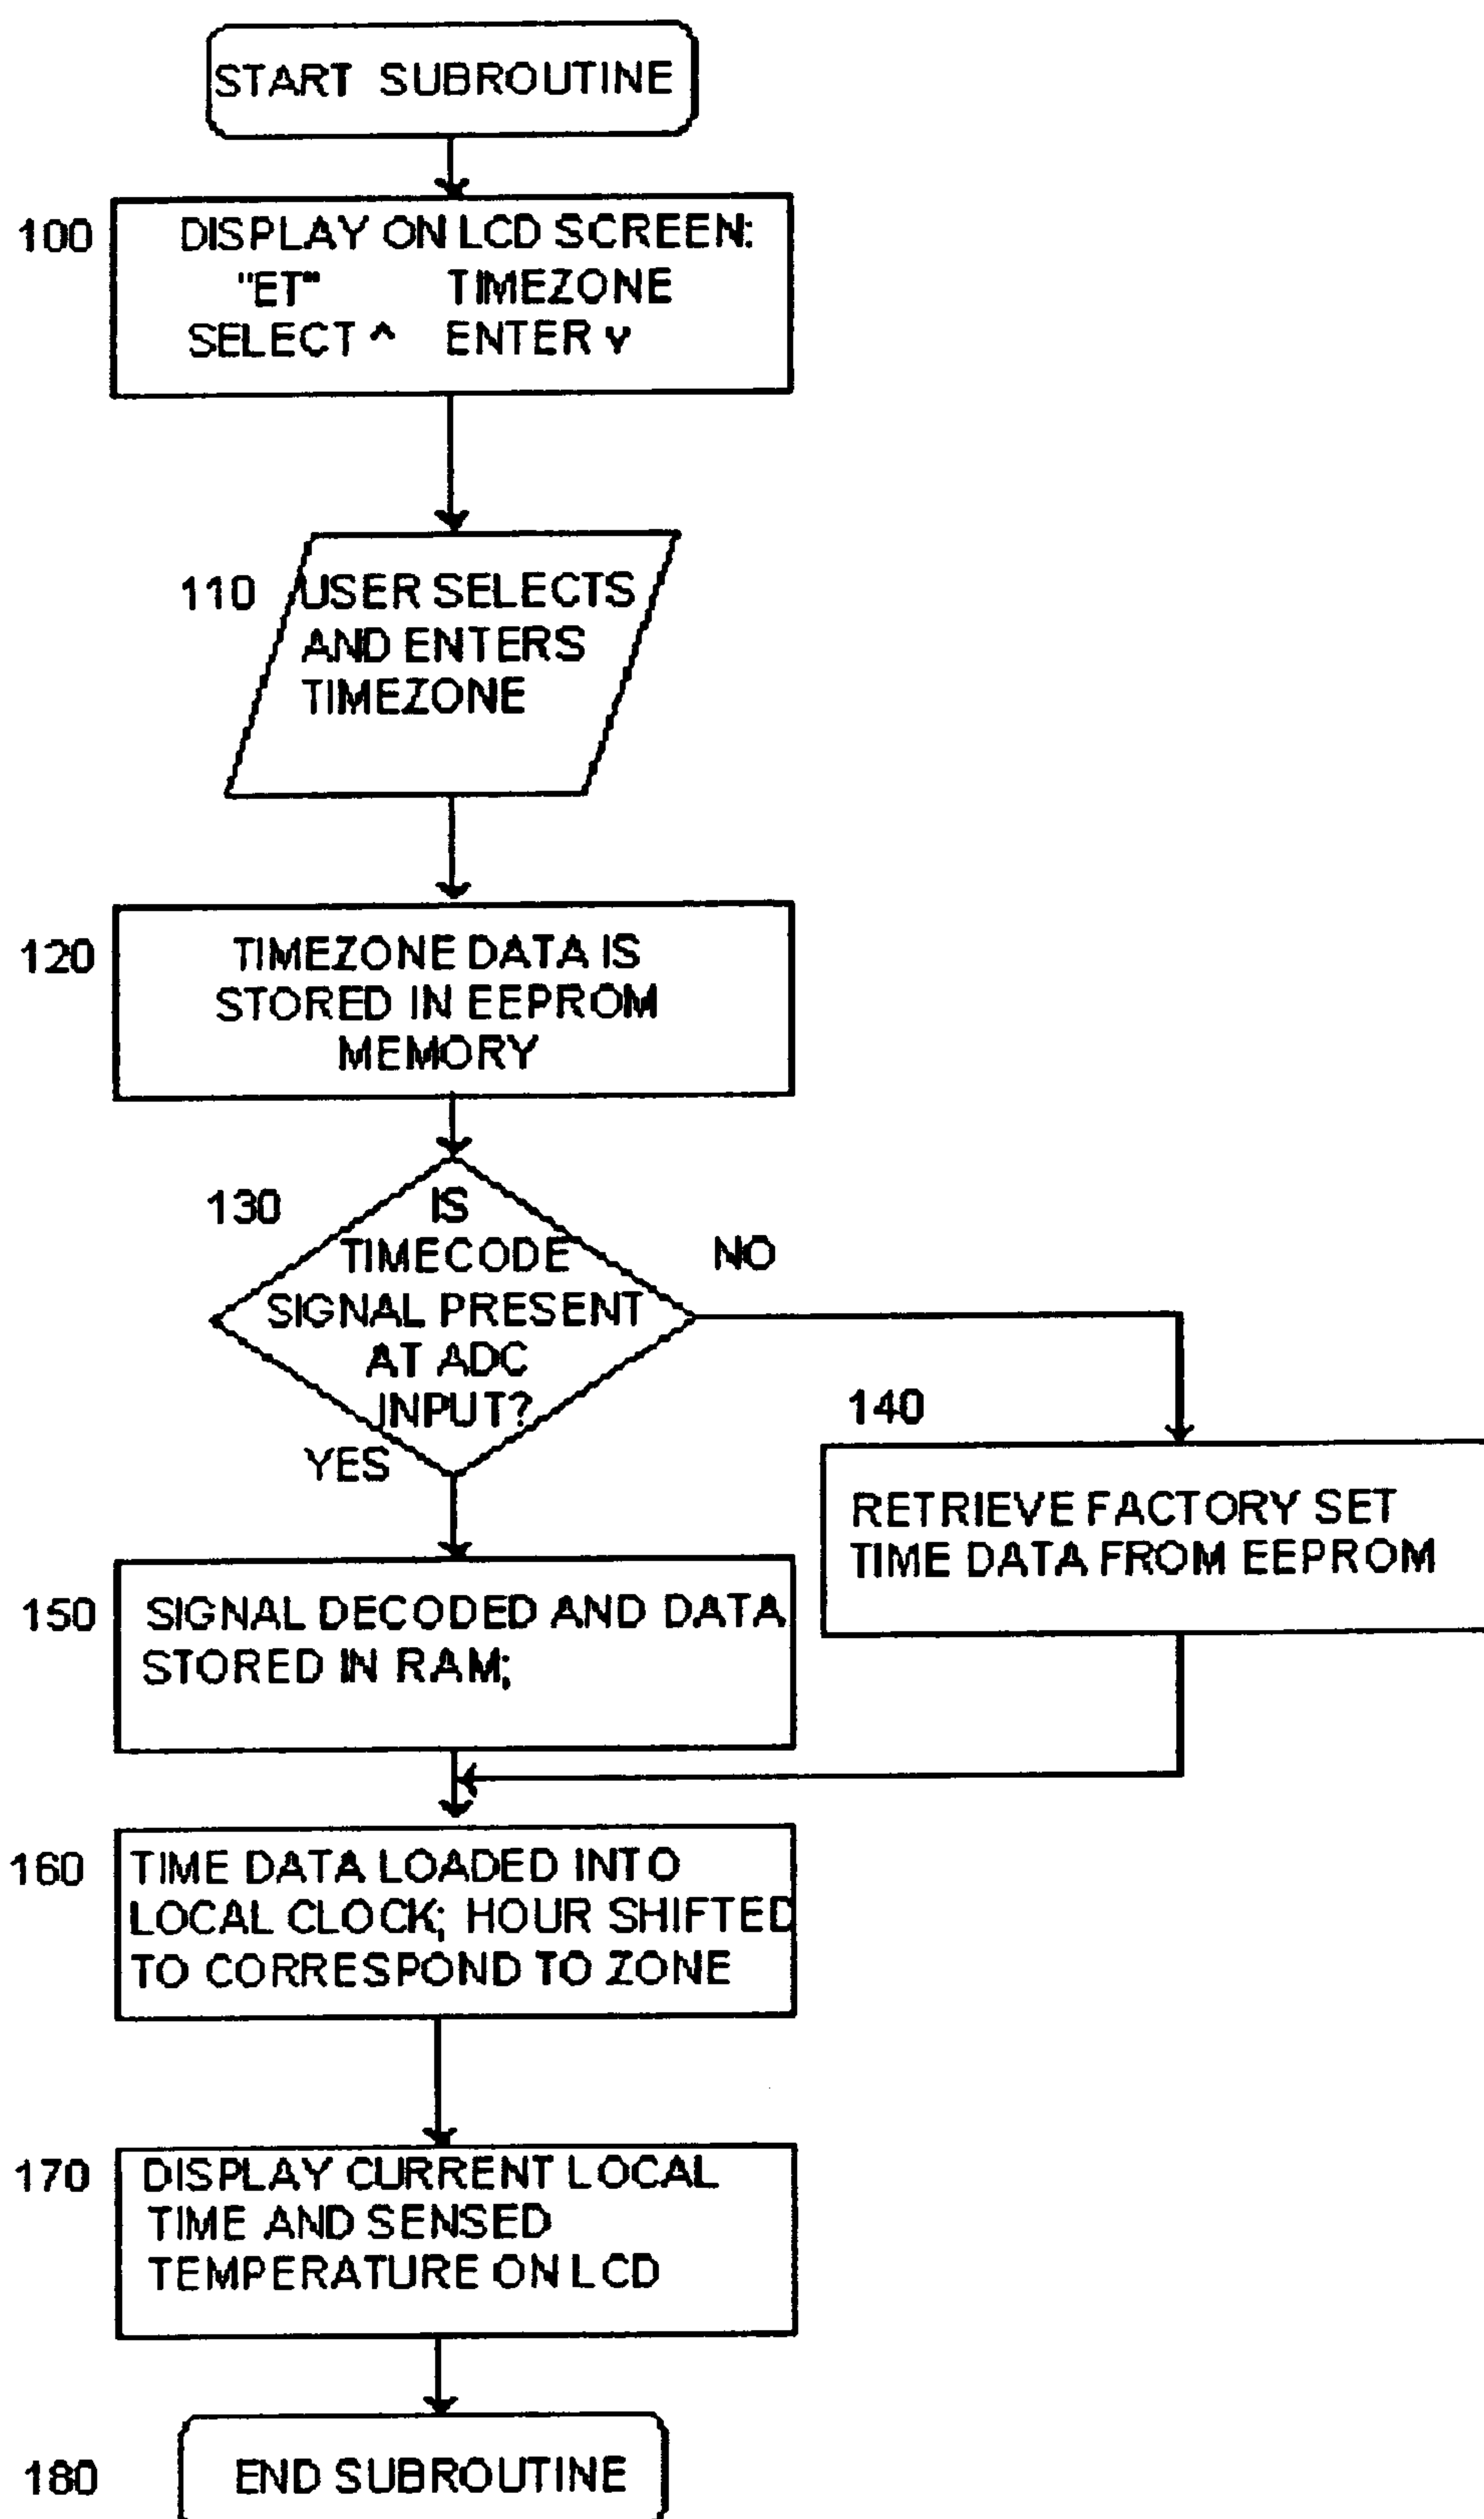 START SUBROUTINE
100
DISPLAY ON LCD SCREEN:
"ET" TIMEZONE
SELECT ^ ENTER v
110
USER SELECTS
AND ENTERS
TIMEZONE
120
TIMEZONE DATA IS
STORED IN EEPROM
MEMORY
130
IS
TIMECODE
SIGNAL PRESENT
AT ADC
INPUT?
NO
YES
140
RETRIEVE FACTORY SET
TIME DATA FROM EEPROM
150
SIGNAL DECODED AND DATA
STORED IN RAM;
160
TIME DATA LOADED INTO
LOCAL CLOCK; HOUR SHIFTED
TO CORRESPOND TO ZONE
170
DISPLAY CURRENT LOCAL
TIME AND SENSED
TEMPERATURE ON LCD
180
END SUBROUTINE